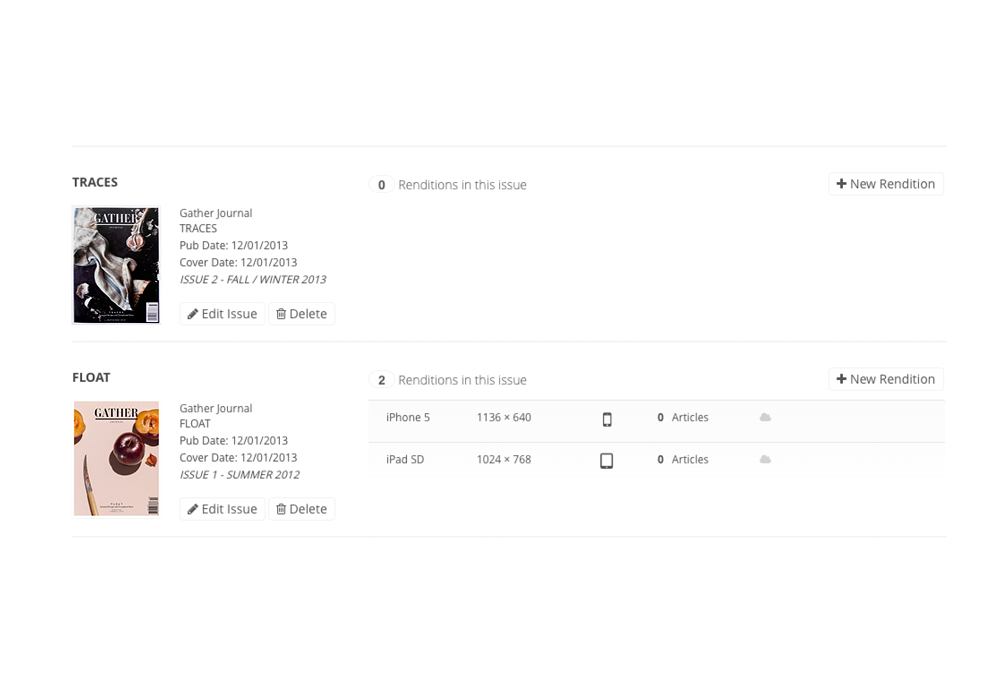 TRACES
0 Renditions in this issue
New Rendition
GATHER
Gather Journal
TRACES
Pub Date: 12/01/2013
Cover Date: 12/01/2013
ISSUE 2 - FALL / WINTER 2013
Edit Issue
Delete
FLOAT
2 Renditions in this issue
New Rendition
GATHER
Gather Journal
FLOAT
Pub Date: 12/01/2013
Cover Date: 12/01/2013
ISSUE 1 - SUMMER 2012
Edit Issue
Delete
iPhone 5 1136 × 640 0 Articles
iPad SD 1024 × 768 0 Articles